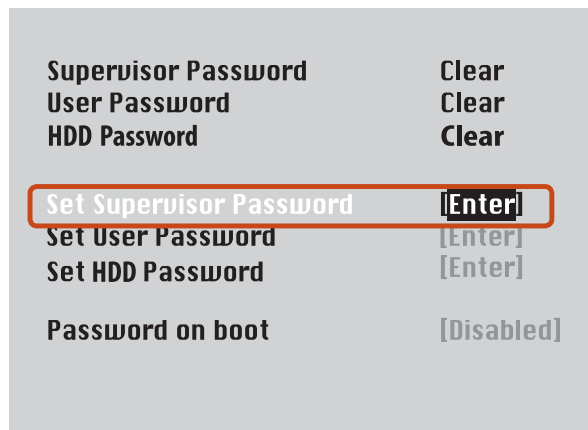 Supervisor Password Clear
User Password Clear
HDD Password Clear
Set Supervisor Password [Enter]
Set User Password [Enter]
Set HDD Password [Enter]
Password on boot [Disabled]